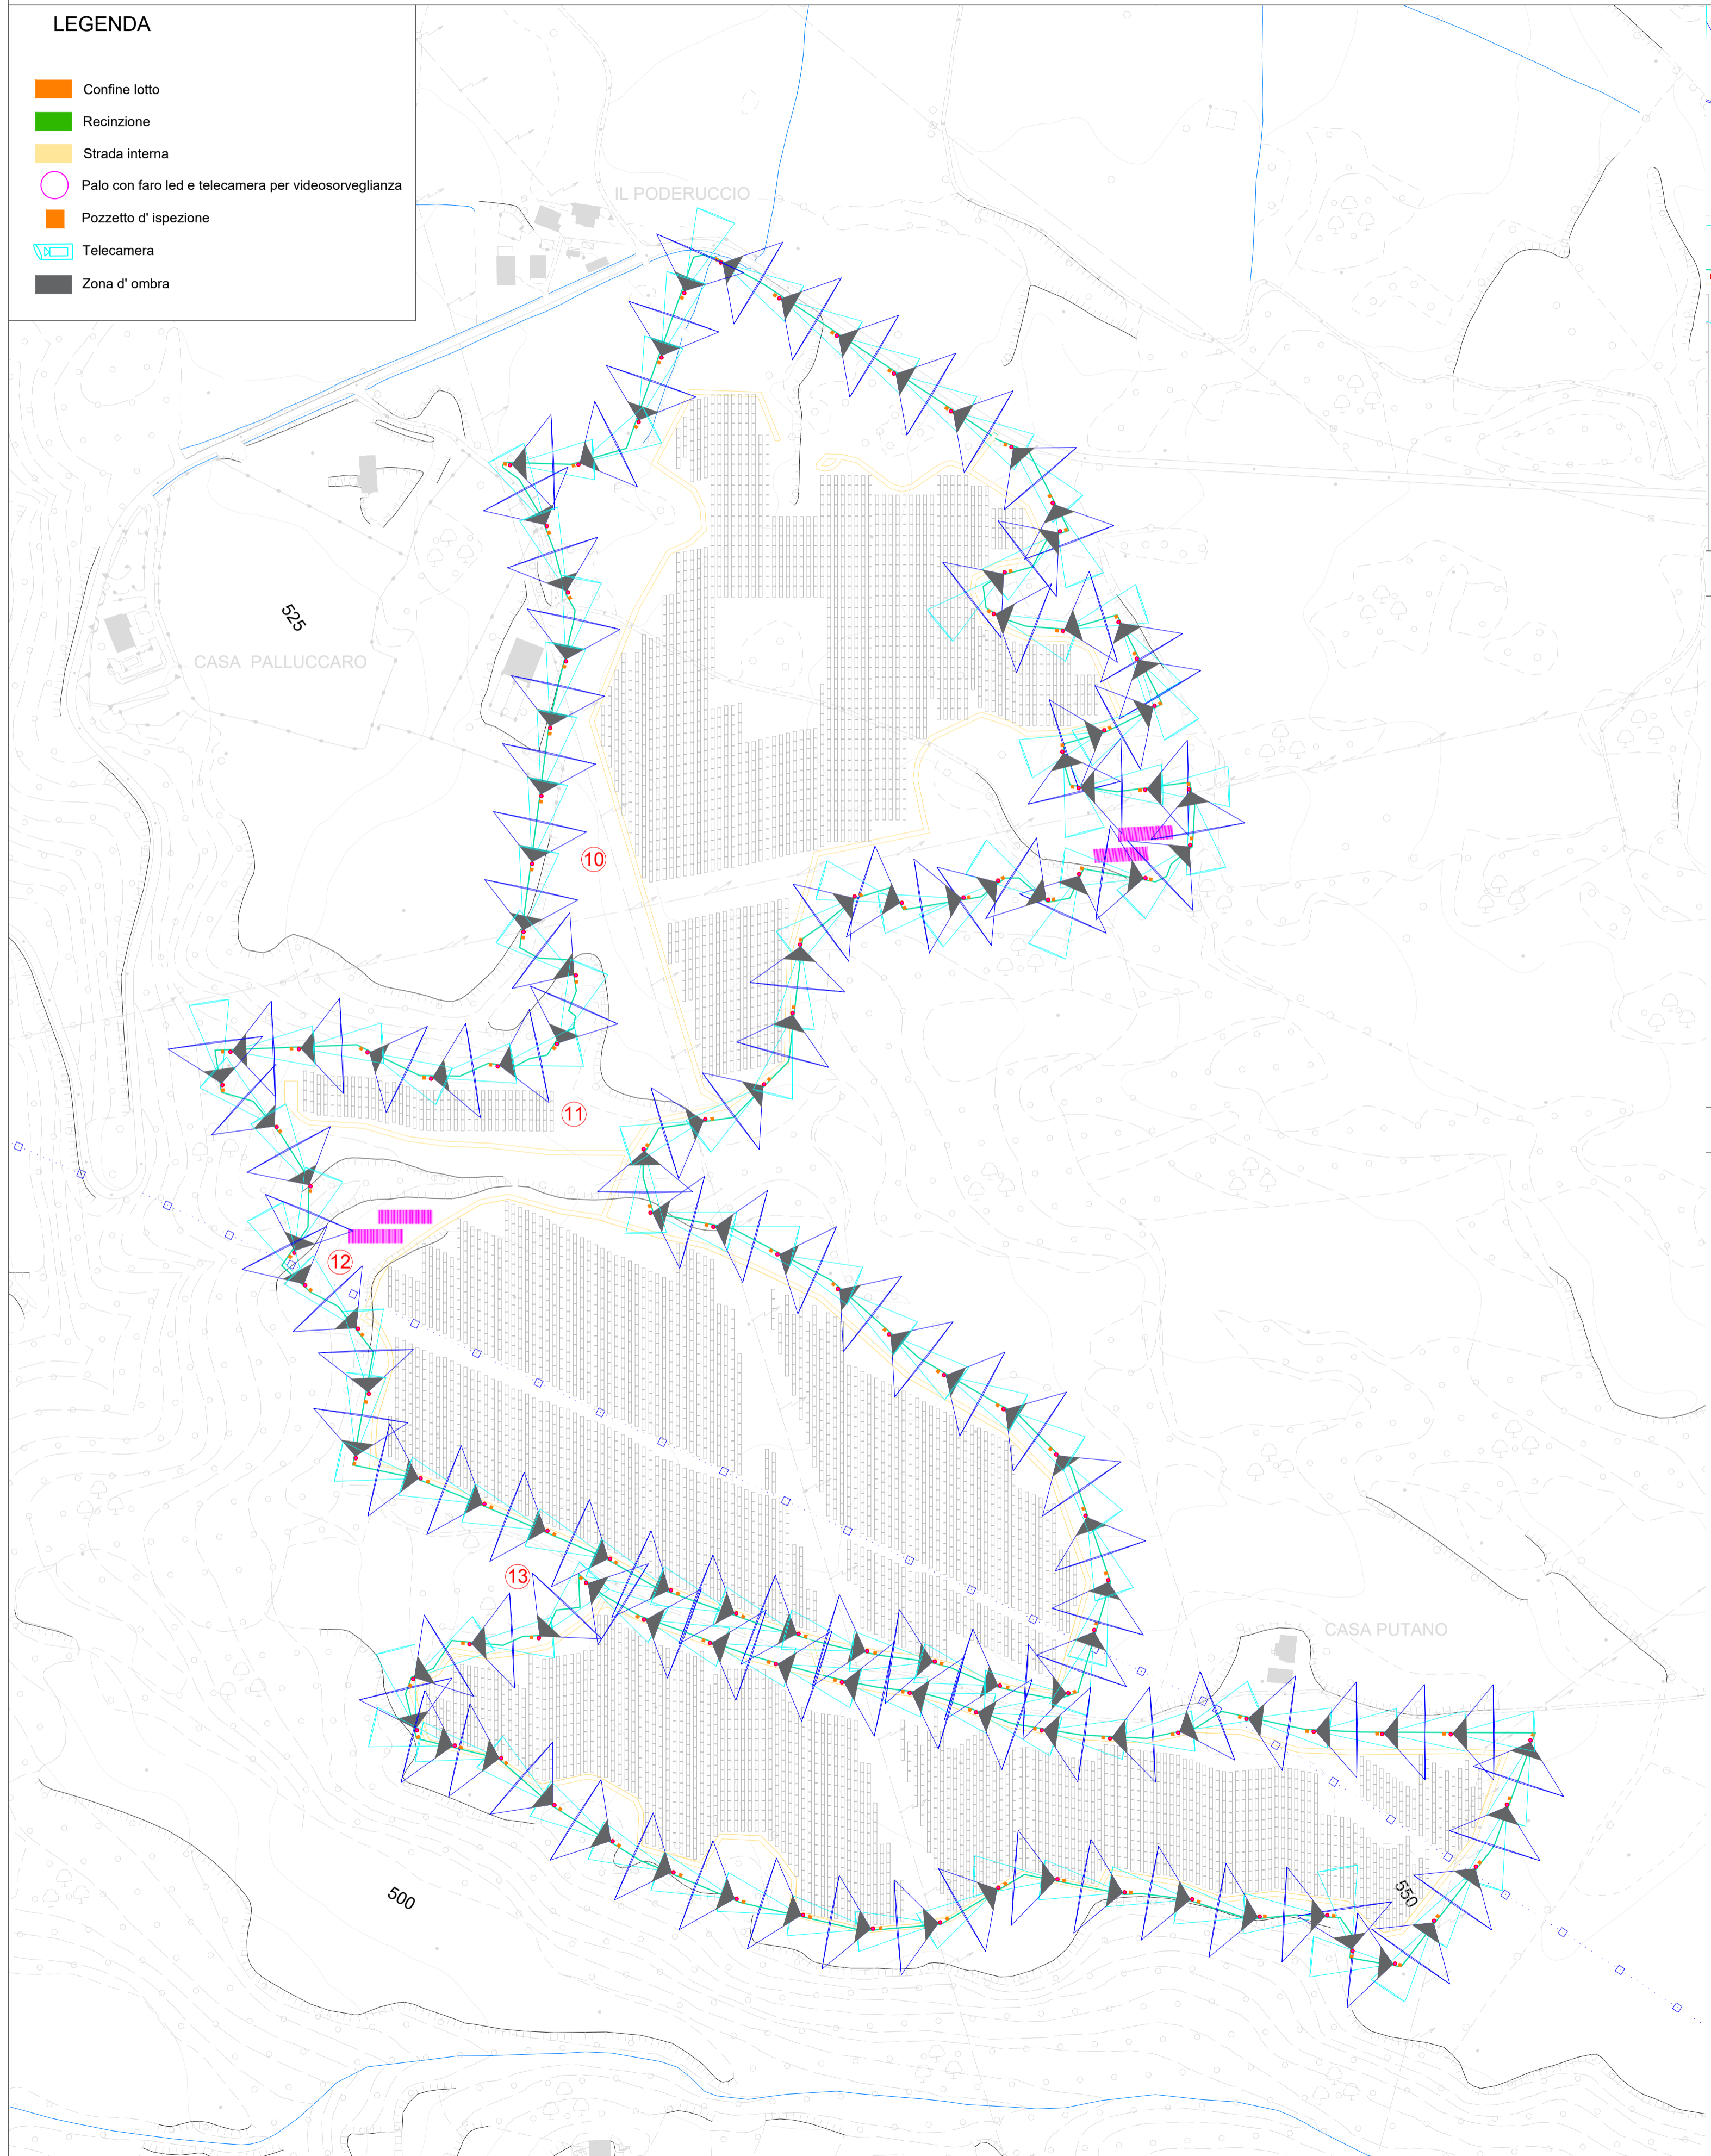 LEGENDA
Confine lotto
Recinzione
Strada interna
Palo con faro led e telecamera per videosorveglianza
Pozzetto d' ispezione
Telecamera
Zona d' ombra
IL PODERUCCIO
525
CASA PALLUCCARO
10
11
12
13
CASA PUTANO
500
550